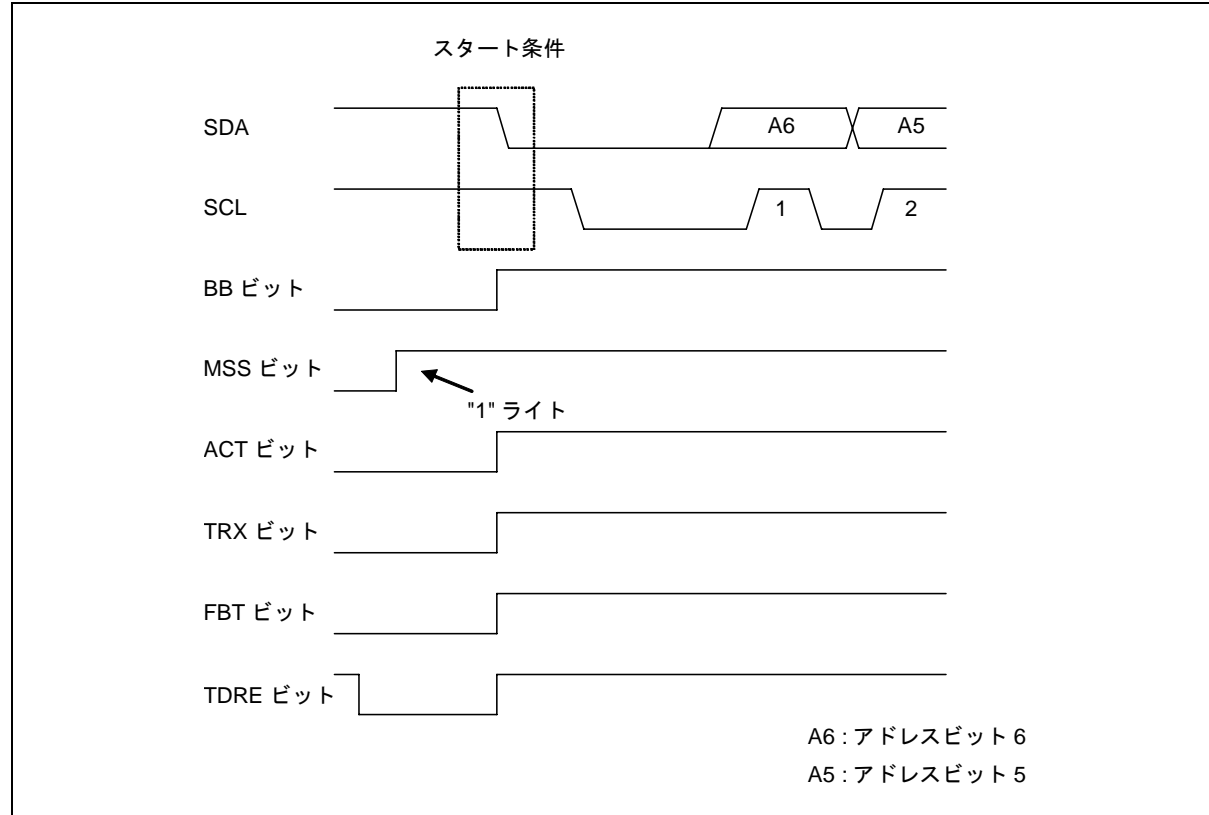 スタート条件
SDA
A6
A5
SCL
1
2
BB ビット
MSS ビット
"1" ライト
ACT ビット
TRX ビット
FBT ビット
TDRE ビット
A6 : アドレスビット 6
A5 : アドレスビット 5